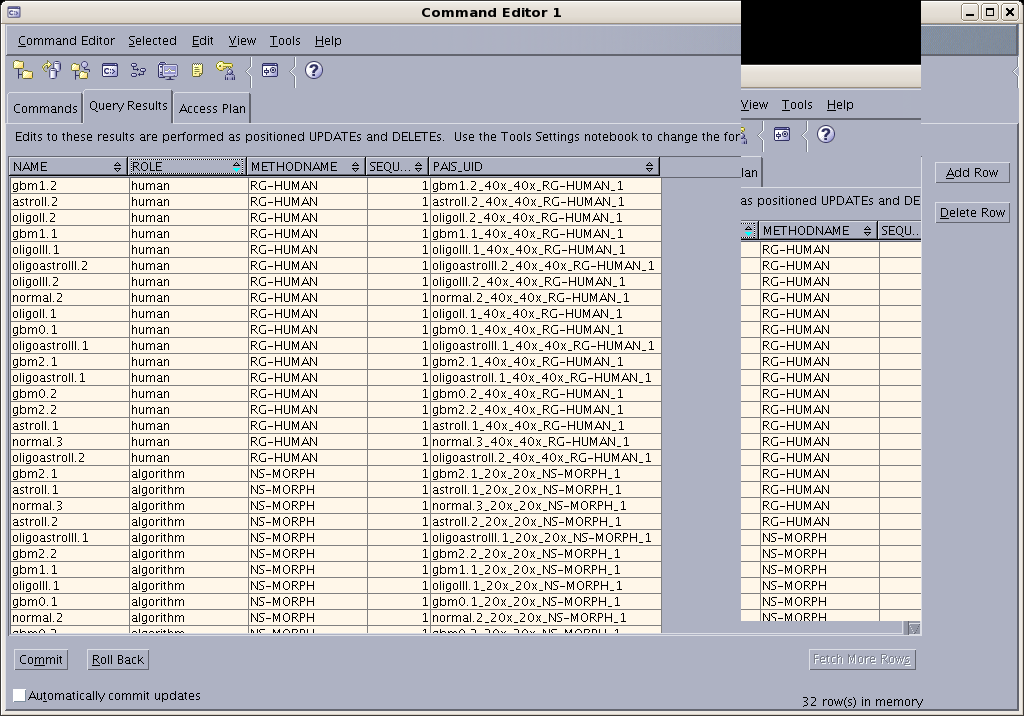 Command Editor 1
Command Editor Selected Edit View Tools Help
View Tools Help
Commands Query Results Access Plan
lan
Edits to these results are performed as positioned UPDATEs and DELETEs. Use the Tools Settings notebook to change the for
as positioned UPDATEs and DE
Add Row
Delete Row
NAME ROLE METHODNAME SEQU... PAIS_UID
METHODNAME SEQU..
gbm1.2 human RG-HUMAN 1 gbm1.2_40x_40x_RG-HUMAN_1
astroII.2 human RG-HUMAN 1 astroII.2_40x_40x_RG-HUMAN_1
oligoII.2 human RG-HUMAN 1 oligoII.2_40x_40x_RG-HUMAN_1
gbm1.1 human RG-HUMAN 1 gbm1.1_40x_40x_RG-HUMAN_1
oligoIII.1 human RG-HUMAN 1 oligoIII.1_40x_40x_RG-HUMAN_1 RG-HUMAN
oligoastroIII.2 human RG-HUMAN 1 oligoastroIII.2_40x_40x_RG-HUMAN_1 RG-HUMAN
oligoIII.2 human RG-HUMAN 1 oligoIII.2_40x_40x_RG-HUMAN_1 RG-HUMAN
normal.2 human RG-HUMAN 1 normal.2_40x_40x_RG-HUMAN_1 RG-HUMAN
oligoII.1 human RG-HUMAN 1 oligoII.1_40x_40x_RG-HUMAN_1 RG-HUMAN
gbm0.1 human RG-HUMAN 1 gbm0.1_40x_40x_RG-HUMAN_1 RG-HUMAN
oligoastroIII.1 human RG-HUMAN 1 oligoastroIII.1_40x_40x_RG-HUMAN_1 RG-HUMAN
gbm2.1 human RG-HUMAN 1 gbm2.1_40x_40x_RG-HUMAN_1 RG-HUMAN
oligoastroII.1 human RG-HUMAN 1 oligoastroII.1_40x_40x_RG-HUMAN_1 RG-HUMAN
gbm0.2 human RG-HUMAN 1 gbm0.2_40x_40x_RG-HUMAN_1 RG-HUMAN
gbm2.2 human RG-HUMAN 1 gbm2.2_40x_40x_RG-HUMAN_1 RG-HUMAN
astroII.1 human RG-HUMAN 1 astroII.1_40x_40x_RG-HUMAN_1 RG-HUMAN
normal.3 human RG-HUMAN 1 normal.3_40x_40x_RG-HUMAN_1 RG-HUMAN
oligoastroII.2 human RG-HUMAN 1 oligoastroII.2_40x_40x_RG-HUMAN_1 RG-HUMAN
gbm2.1 algorithm NS-MORPH 1 gbm2.1_20x_20x_NS-MORPH_1 RG-HUMAN
astroII.1 algorithm NS-MORPH 1 astroII.1_20x_20x_NS-MORPH_1 RG-HUMAN
normal.3 algorithm NS-MORPH 1 normal.3_20x_20x_NS-MORPH_1 RG-HUMAN
astroII.2 algorithm NS-MORPH 1 astroII.2_20x_20x_NS-MORPH_1 RG-HUMAN
oligoastroIII.1 algorithm NS-MORPH 1 oligoastroIII.1_20x_20x_NS-MORPH_1 NS-MORPH
gbm2.2 algorithm NS-MORPH 1 gbm2.2_20x_20x_NS-MORPH_1 NS-MORPH
gbm1.1 algorithm NS-MORPH 1 gbm1.1_20x_20x_NS-MORPH_1 NS-MORPH
oligoIII.1 algorithm NS-MORPH 1 oligoIII.1_20x_20x_NS-MORPH_1 NS-MORPH
gbm0.1 algorithm NS-MORPH 1 gbm0.1_20x_20x_NS-MORPH_1 NS-MORPH
normal.2 algorithm NS-MORPH 1 normal.2_20x_20x_NS-MORPH_1 NS-MORPH
gbm0.2 algorithm NS-MORPH 1 gbm0.2_20x_20x_NS-MORPH_1
Commit Roll Back Fetch More Rows
Automatically commit updates
32 row(s) in memory